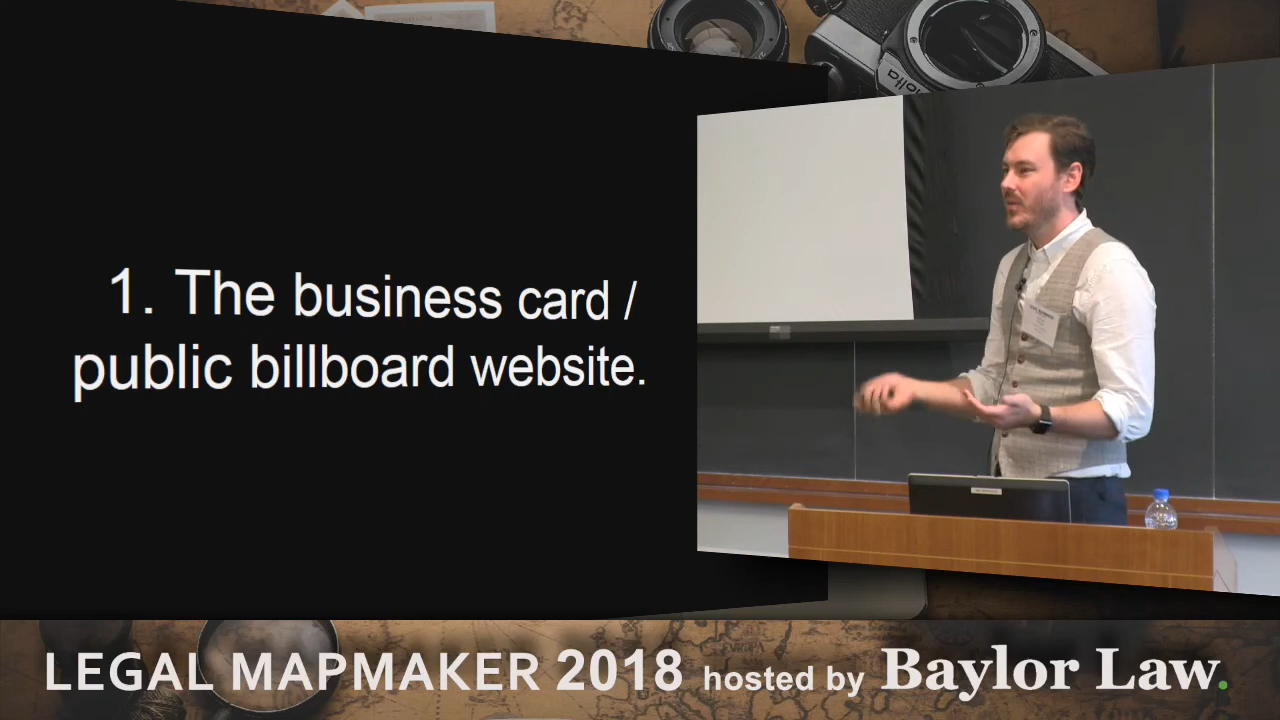 1. The business card /
public billboard website.
LEGAL MAPMAKER 2018 hosted by Baylor Law.